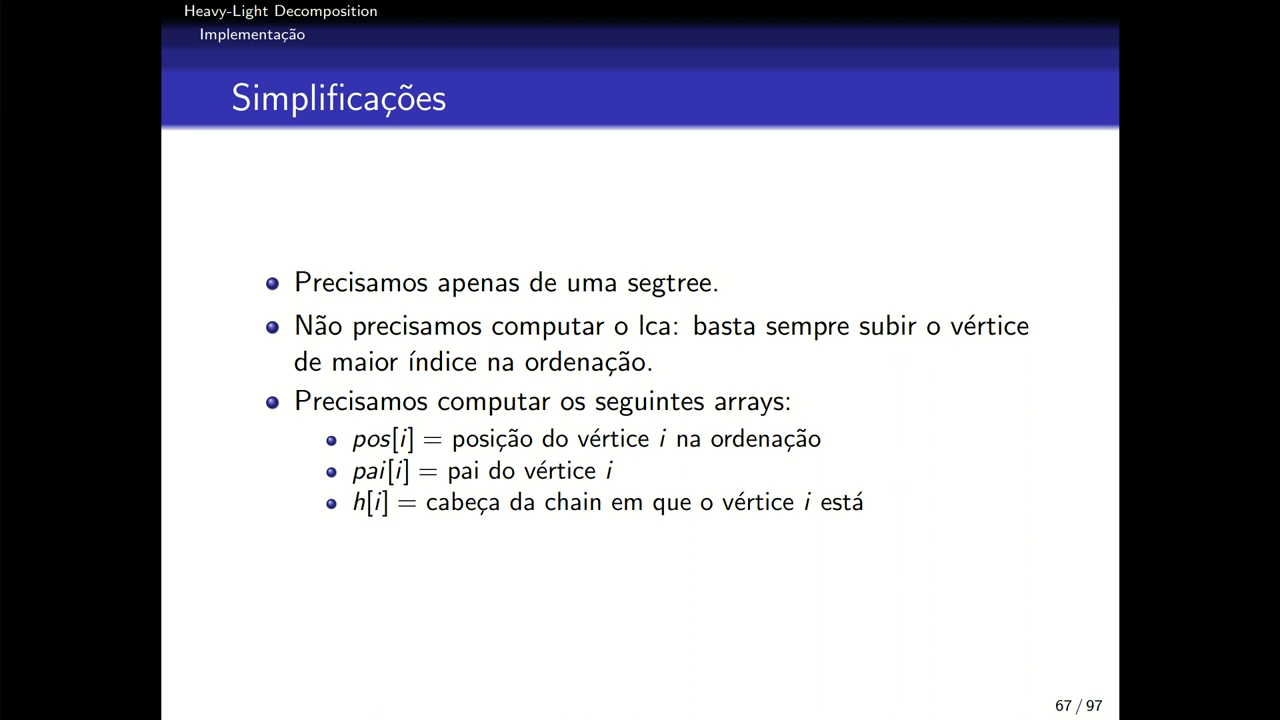 Heavy-Light Decomposition
Implementação
Simplificações
Precisamos apenas de uma segtree.
Não precisamos computar o lca: basta sempre subir o vértice
de maior índice na ordenação.
Precisamos computar os seguintes arrays:
pos[i] = posição do vértice i na ordenação
pai[i] = pai do vértice i
h[i] = cabeça da chain em que o vértice i está
67 / 97